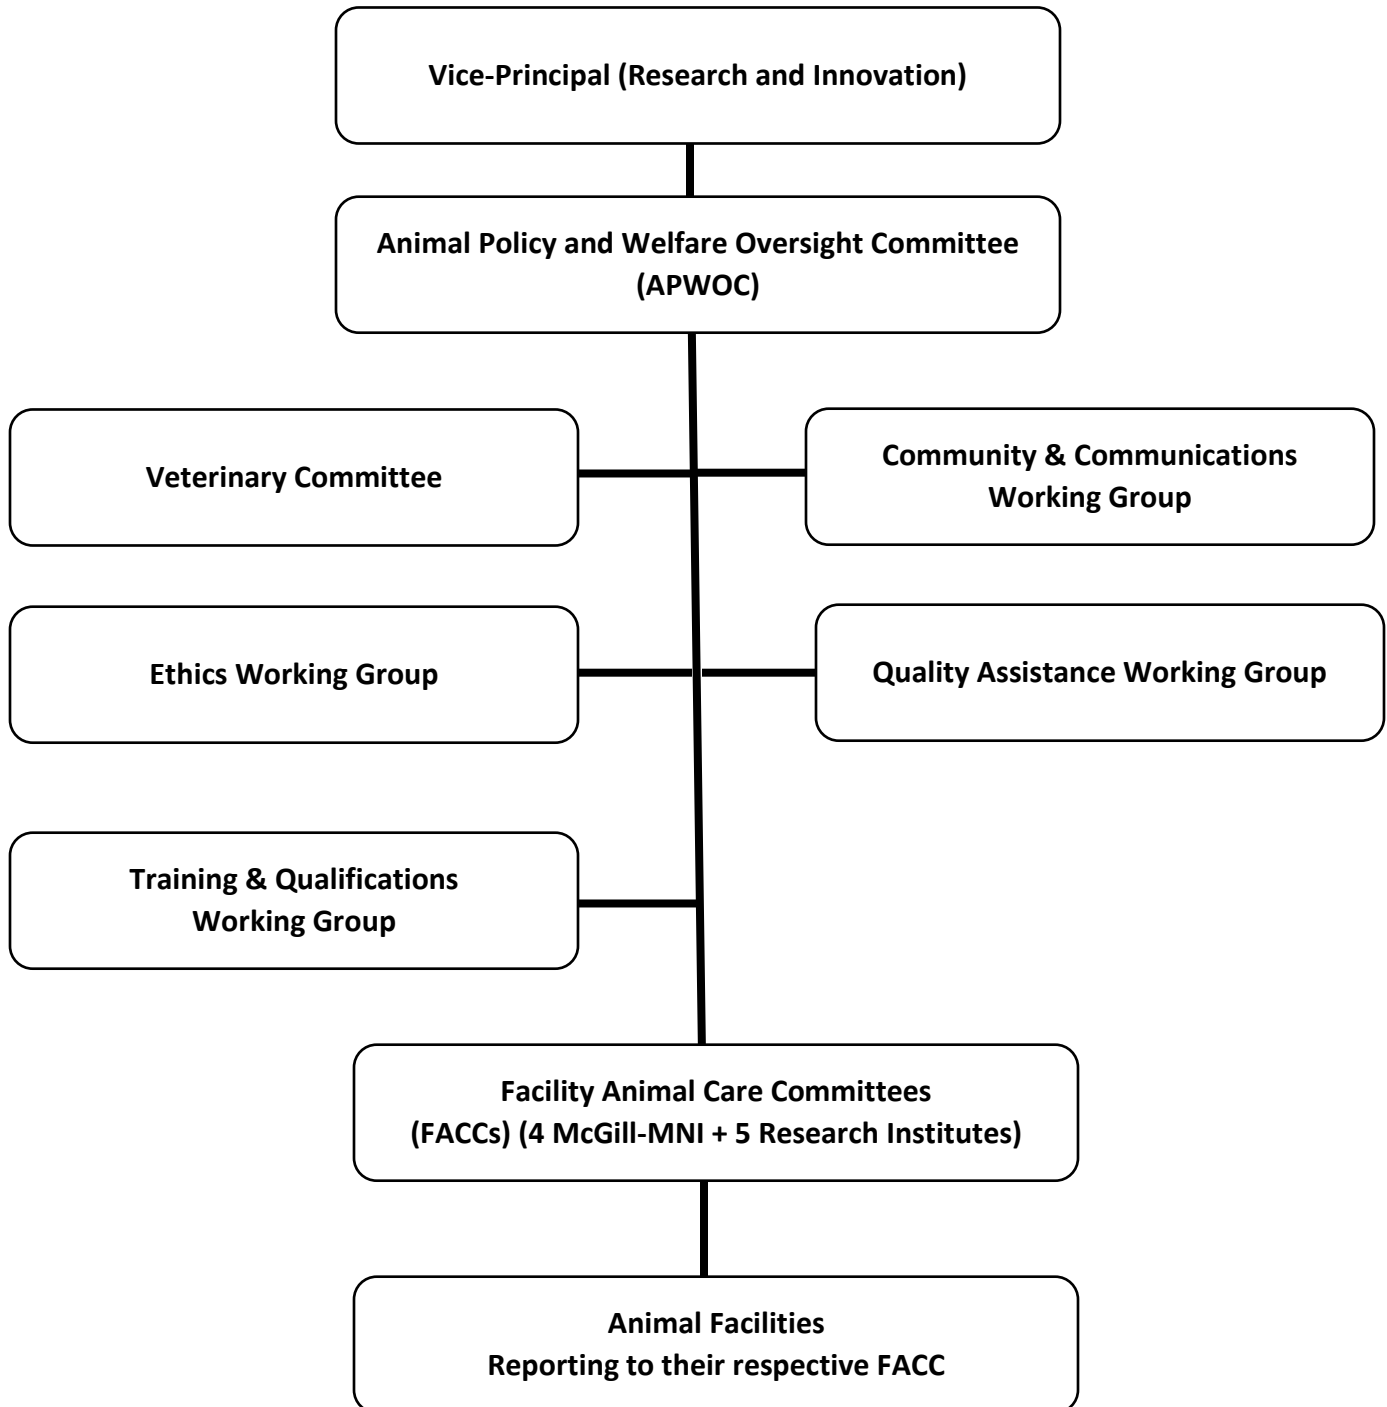 Vice-Principal (Research and Innovation)
Animal Policy and Welfare Oversight Committee
(APWOC)
Veterinary Committee
Community & Communications
Working Group
Ethics Working Group
Quality Assistance Working Group
Training & Qualifications
Working Group
Facility Animal Care Committees
(FACCs) (4 McGill-MNI + 5 Research Institutes)
Animal Facilities
Reporting to their respective FACC